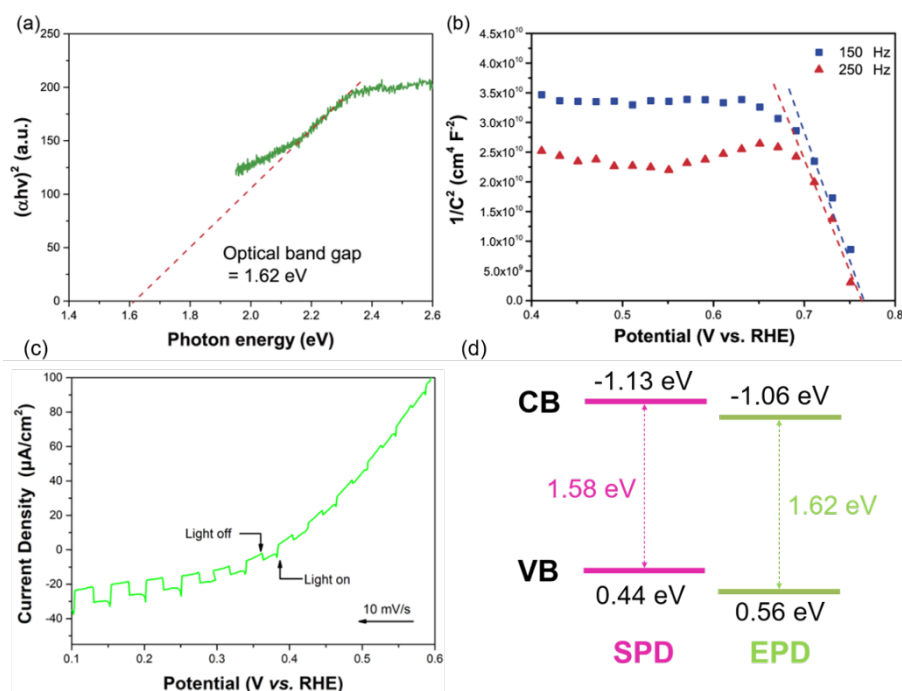 (a)
250
200
150
100
50
0
1.4 1.6 1.8 2.0 2.2 2.4 2.6
(αhν)² (a.u.)
Photon energy (eV)
Optical band gap
= 1.62 eV
(b)
4.5x10¹⁰
4.0x10¹⁰
3.5x10¹⁰
3.0x10¹⁰
2.5x10¹⁰
2.0x10¹⁰
1.5x10¹⁰
1.0x10¹⁰
5.0x10⁹
0.0
0.4 0.5 0.6 0.7 0.8
1/C² (cm⁴ F⁻²)
Potential (V vs. RHE)
150 Hz
250 Hz
(c)
100
80
60
40
20
0
-20
-40
0.1 0.2 0.3 0.4 0.5 0.6
Current Density (µA/cm²)
Potential (V vs. RHE)
Light off
Light on
10 mV/s
(d)
CB
-1.13 eV
-1.06 eV
1.58 eV
1.62 eV
VB
0.44 eV
0.56 eV
SPD
EPD